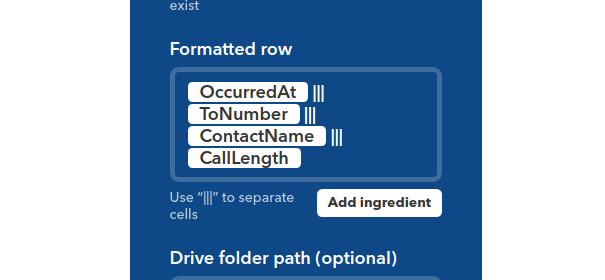 exist
Formatted row
OccurredAt |||
ToNumber |||
ContactName |||
CallLength
Use “|||” to separate
cells
Add ingredient
Drive folder path (optional)